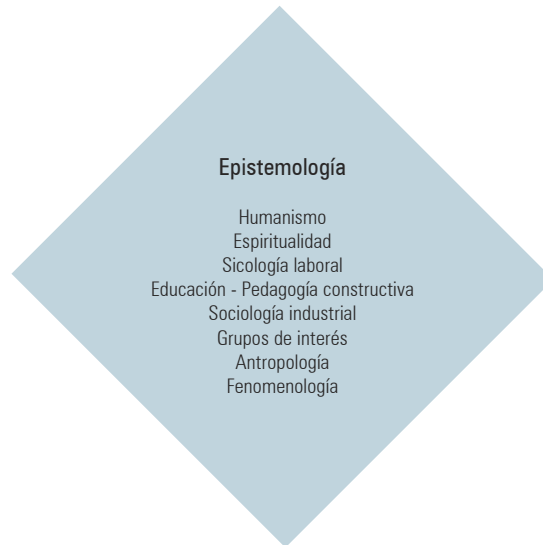 Epistemología
Humanismo
Espiritualidad
Sicología laboral
Educación - Pedagogía constructiva
Sociología industrial
Grupos de interés
Antropología
Fenomenología